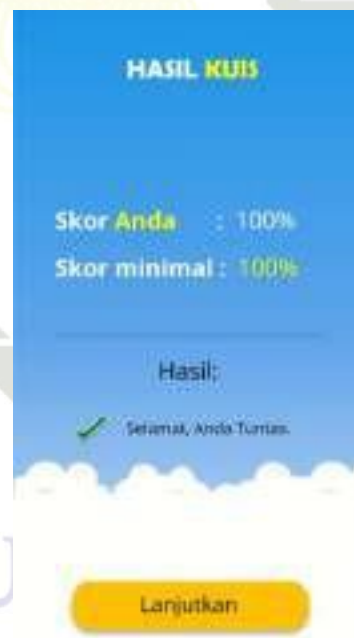 HASIL KUIS
Skor Anda : 100%
Skor minimal : 100%
Hasil:
Selamat, Anda Tuntas.
Lanjutkan